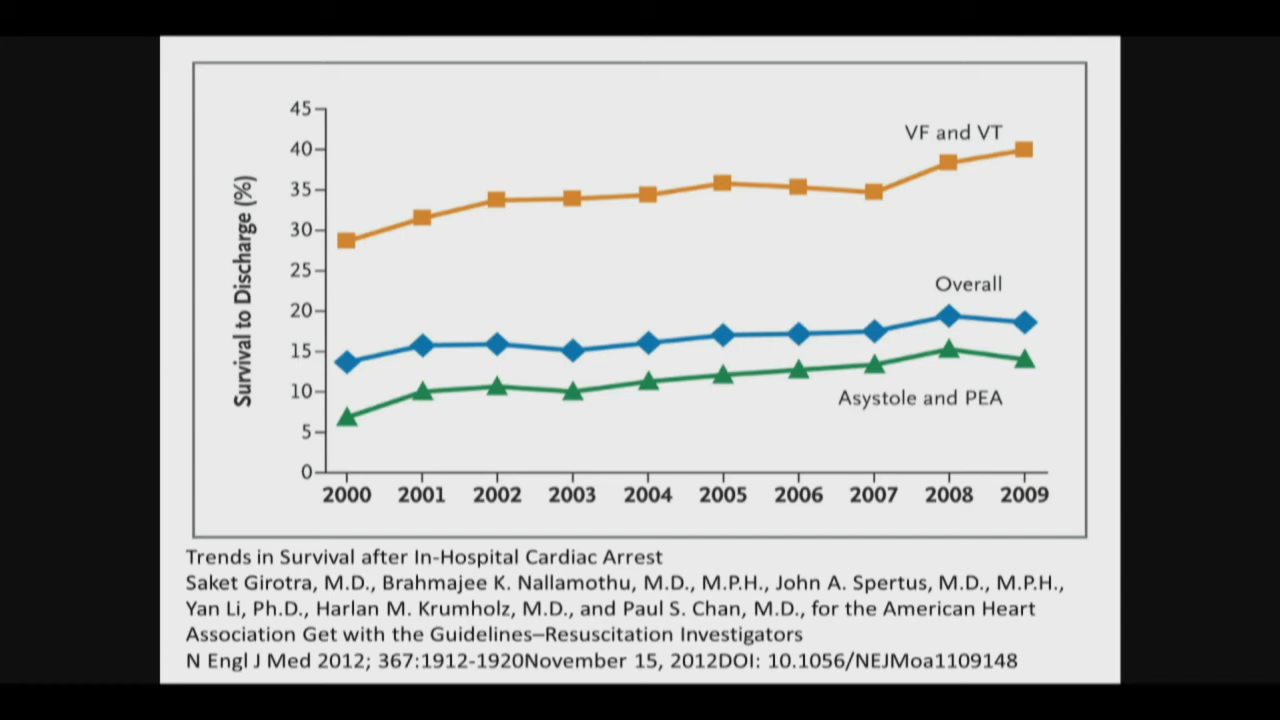 45
VF and VT
40
35
30
25
Overall
20
15
10
Asystole and PEA
5
0
Survival to Discharge (%)
2000 2001 2002 2003 2004 2005 2006 2007 2008 2009
Trends in Survival after In-Hospital Cardiac Arrest
Saket Girotra, M.D., Brahmajee K. Nallamothu, M.D., M.P.H., John A. Spertus, M.D., M.P.H.,
Yan Li, Ph.D., Harlan M. Krumholz, M.D., and Paul S. Chan, M.D., for the American Heart
Association Get with the Guidelines–Resuscitation Investigators
N Engl J Med 2012; 367:1912-1920November 15, 2012DOI: 10.1056/NEJMoa1109148